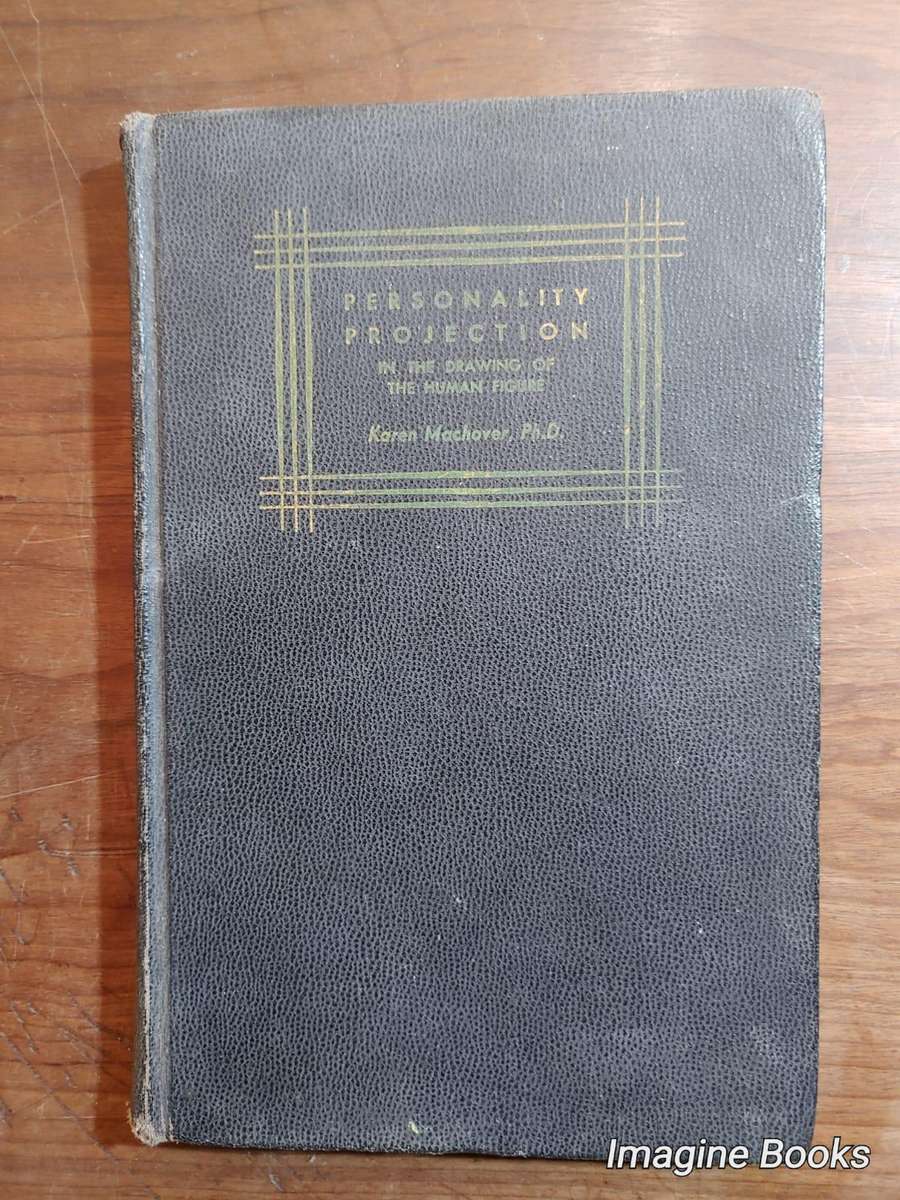 PERSONALITY
PROJECTION
IN THE DRAWING OF
THE HUMAN FIGURE
Karen Machover, Ph.D.
Imagine Books